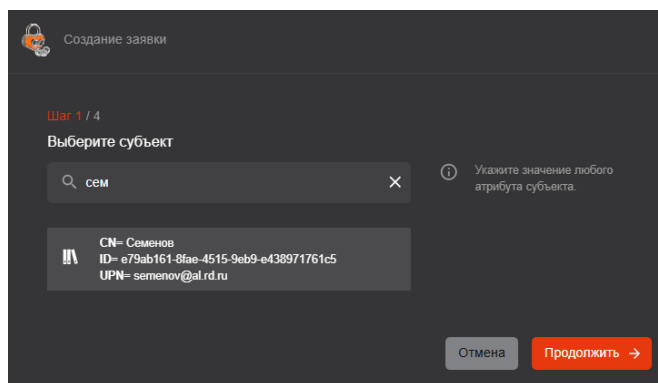 Создание заявки
Шаг 1 / 4
Выберите субъект
сем
Укажите значение любого
атрибута субъекта.
CN= Семенов
ID= e79ab161-8fae-4515-9eb9-e438971761c5
UPN= semenov@al.rd.ru
Отмена
Продолжить →